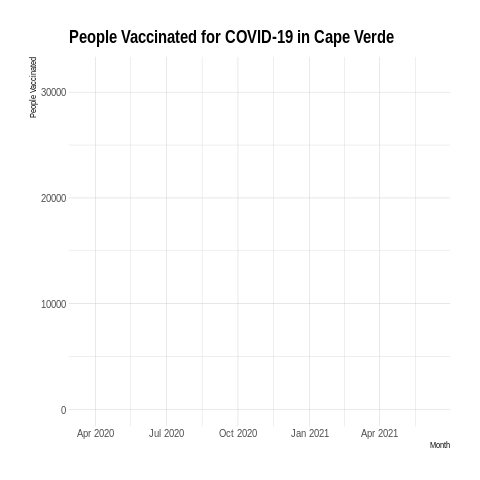 People Vaccinated for COVID-19 in Cape Verde
People Vaccinated
30000
20000
10000
0
Apr 2020 Jul 2020 Oct 2020 Jan 2021 Apr 2021
Month